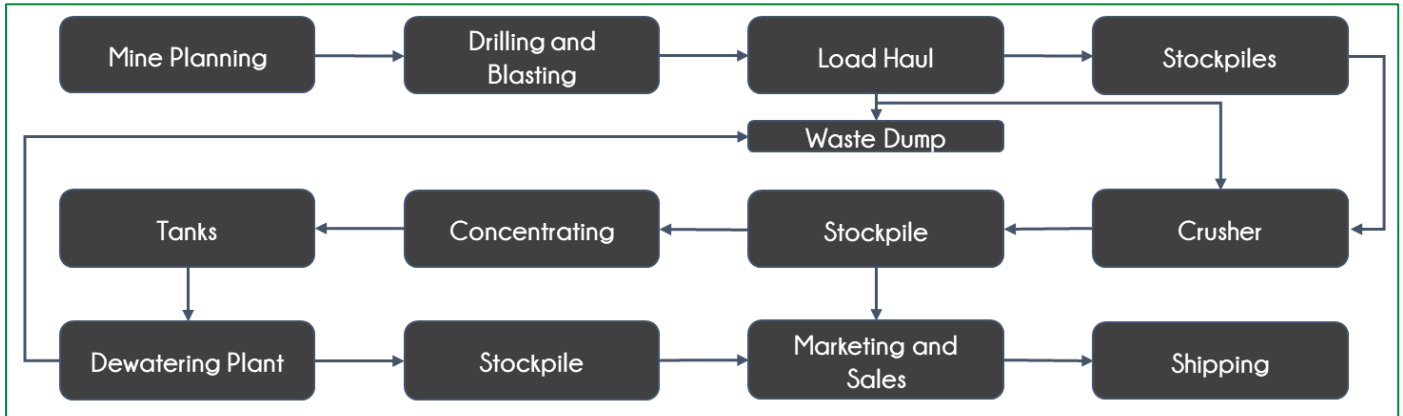 Mine Planning
Drilling and
Blasting
Load Haul
Stockpiles
Waste Dump
Tanks
Concentrating
Stockpile
Crusher
Dewatering Plant
Stockpile
Marketing and
Sales
Shipping